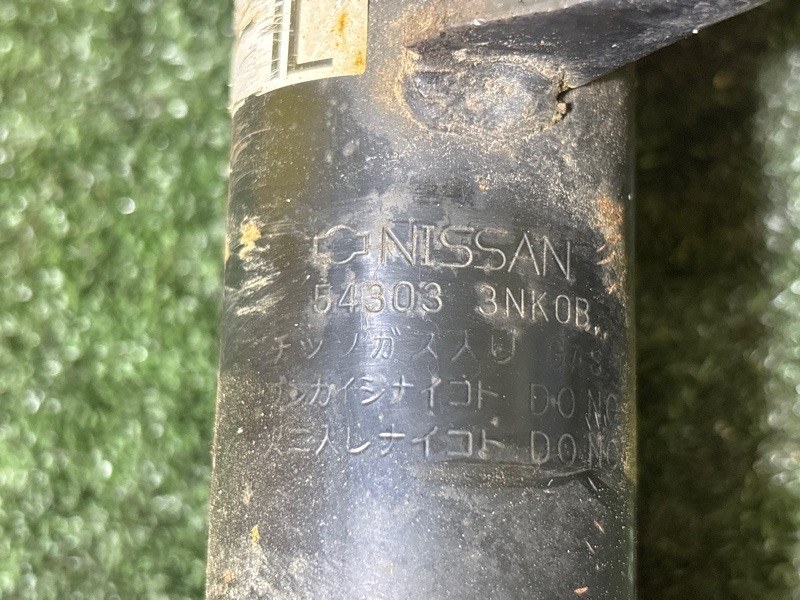 L
NISSAN
54303 3NK0B
チッソガス入り
ブンカイシナイコト DO NO
火ニ入レナイコト DO NO